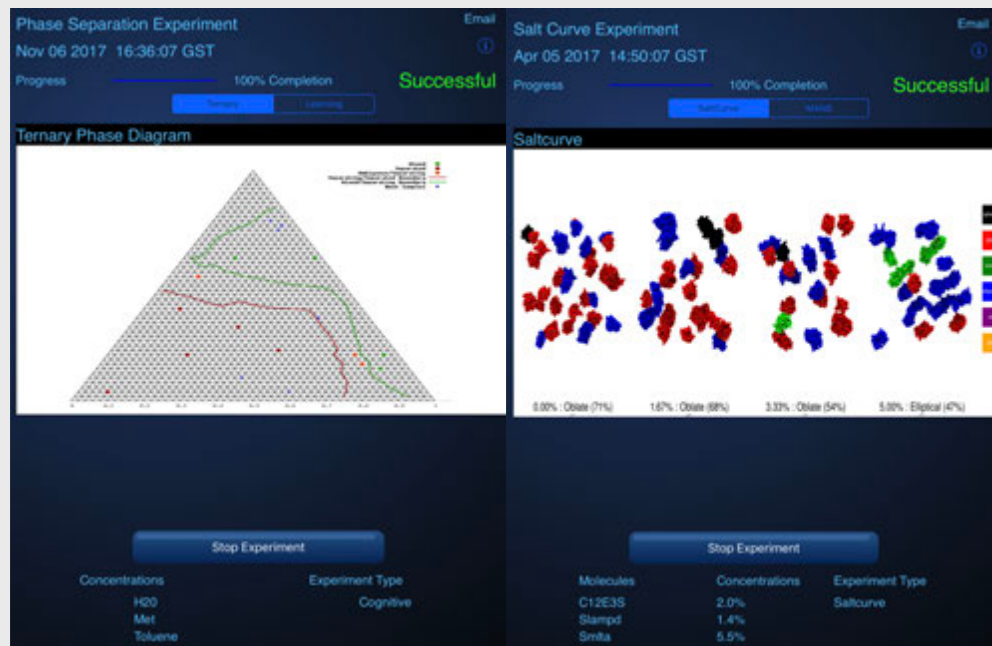 Phase Separation Experiment
Email
Nov 06 2017 16:36:07 GST
Progress
100% Completion
Successful
Ternary
Learning
Ternary Phase Diagram
Stop Experiment
Concentrations
Experiment Type
H20
Cognitive
Met
Toluene
Salt Curve Experiment
Email
Apr 05 2017 14:50:07 GST
Progress
100% Completion
Successful
SaltCurve
Saltcurve
0.00% : Oblate (71%)
1.67% : Oblate (68%)
3.33% : Oblate (54%)
5.00% : Elliptical (47%)
Stop Experiment
Molecules
Concentrations
Experiment Type
C12E3S
2.0%
Saltcurve
Slampd
1.4%
Smlta
5.5%